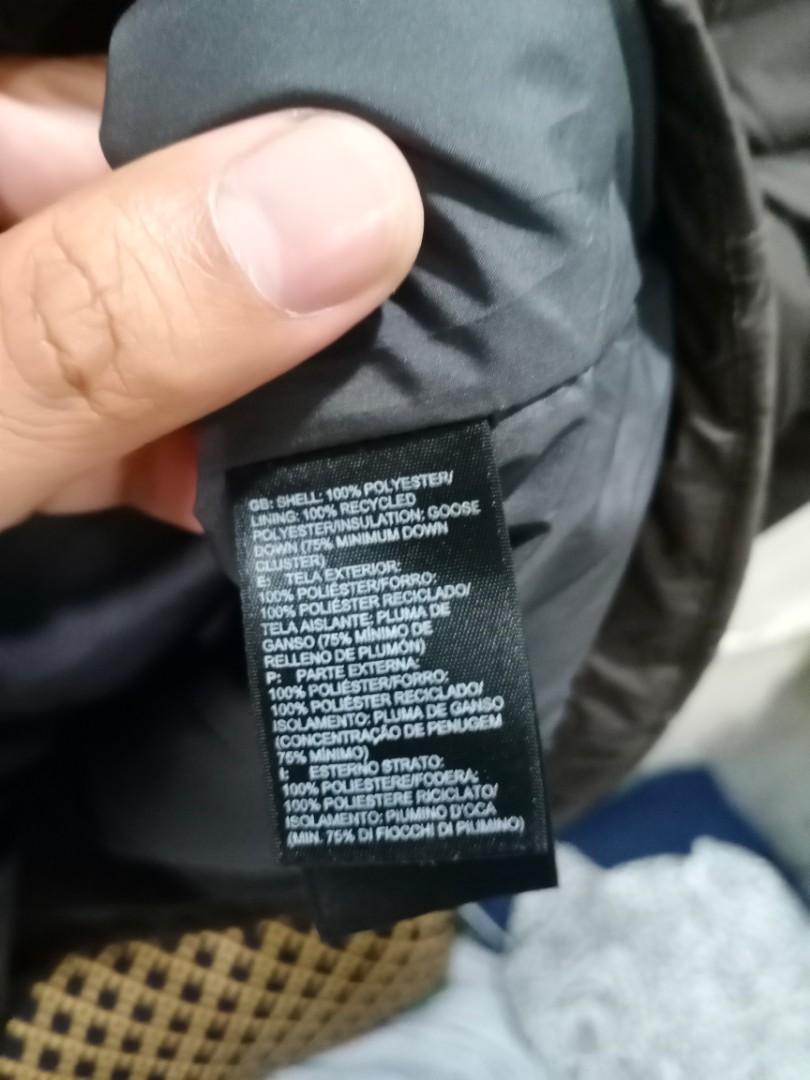 GB: SHELL: 100% POLYESTER/
LINING: 100% RECYCLED
POLYESTER/INSULATION: GOOSE
DOWN (75% MINIMUM DOWN
CLUSTER)
E: TELA EXTERIOR:
100% POLIÉSTER/FORRO:
100% POLIÉSTER RECICLADO/
TELA AISLANTE, PLUMA DE
GANSO (75% MÍNIMO DE
RELLENO DE PLUMÓN)
P: PARTE EXTERNA:
100% POLIÉSTER/FORRO:
100% POLIÉSTER RECICLADO/
ISOLAMENTO: PLUMA DE GANSO
(CONCENTRAÇÃO DE PENUGEM
75% MÍNIMO)
I: ESTERNO STRATO:
100% POLIESTERE/FODERA:
100% POLIESTERE RICICLATO/
ISOLAMENTO: PIUMINO D'OCA
(MIN. 75% DI FIOCCHI DI PIUMINO)